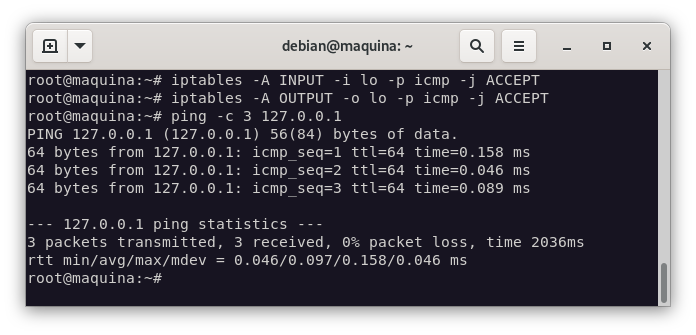 debian@maquina: ~
root@maquina:~# iptables -A INPUT -i lo -p icmp -j ACCEPT
root@maquina:~# iptables -A OUTPUT -o lo -p icmp -j ACCEPT
root@maquina:~# ping -c 3 127.0.0.1
PING 127.0.0.1 (127.0.0.1) 56(84) bytes of data.
64 bytes from 127.0.0.1: icmp_seq=1 ttl=64 time=0.158 ms
64 bytes from 127.0.0.1: icmp_seq=2 ttl=64 time=0.046 ms
64 bytes from 127.0.0.1: icmp_seq=3 ttl=64 time=0.089 ms
--- 127.0.0.1 ping statistics ---
3 packets transmitted, 3 received, 0% packet loss, time 2036ms
rtt min/avg/max/mdev = 0.046/0.097/0.158/0.046 ms
root@maquina:~#